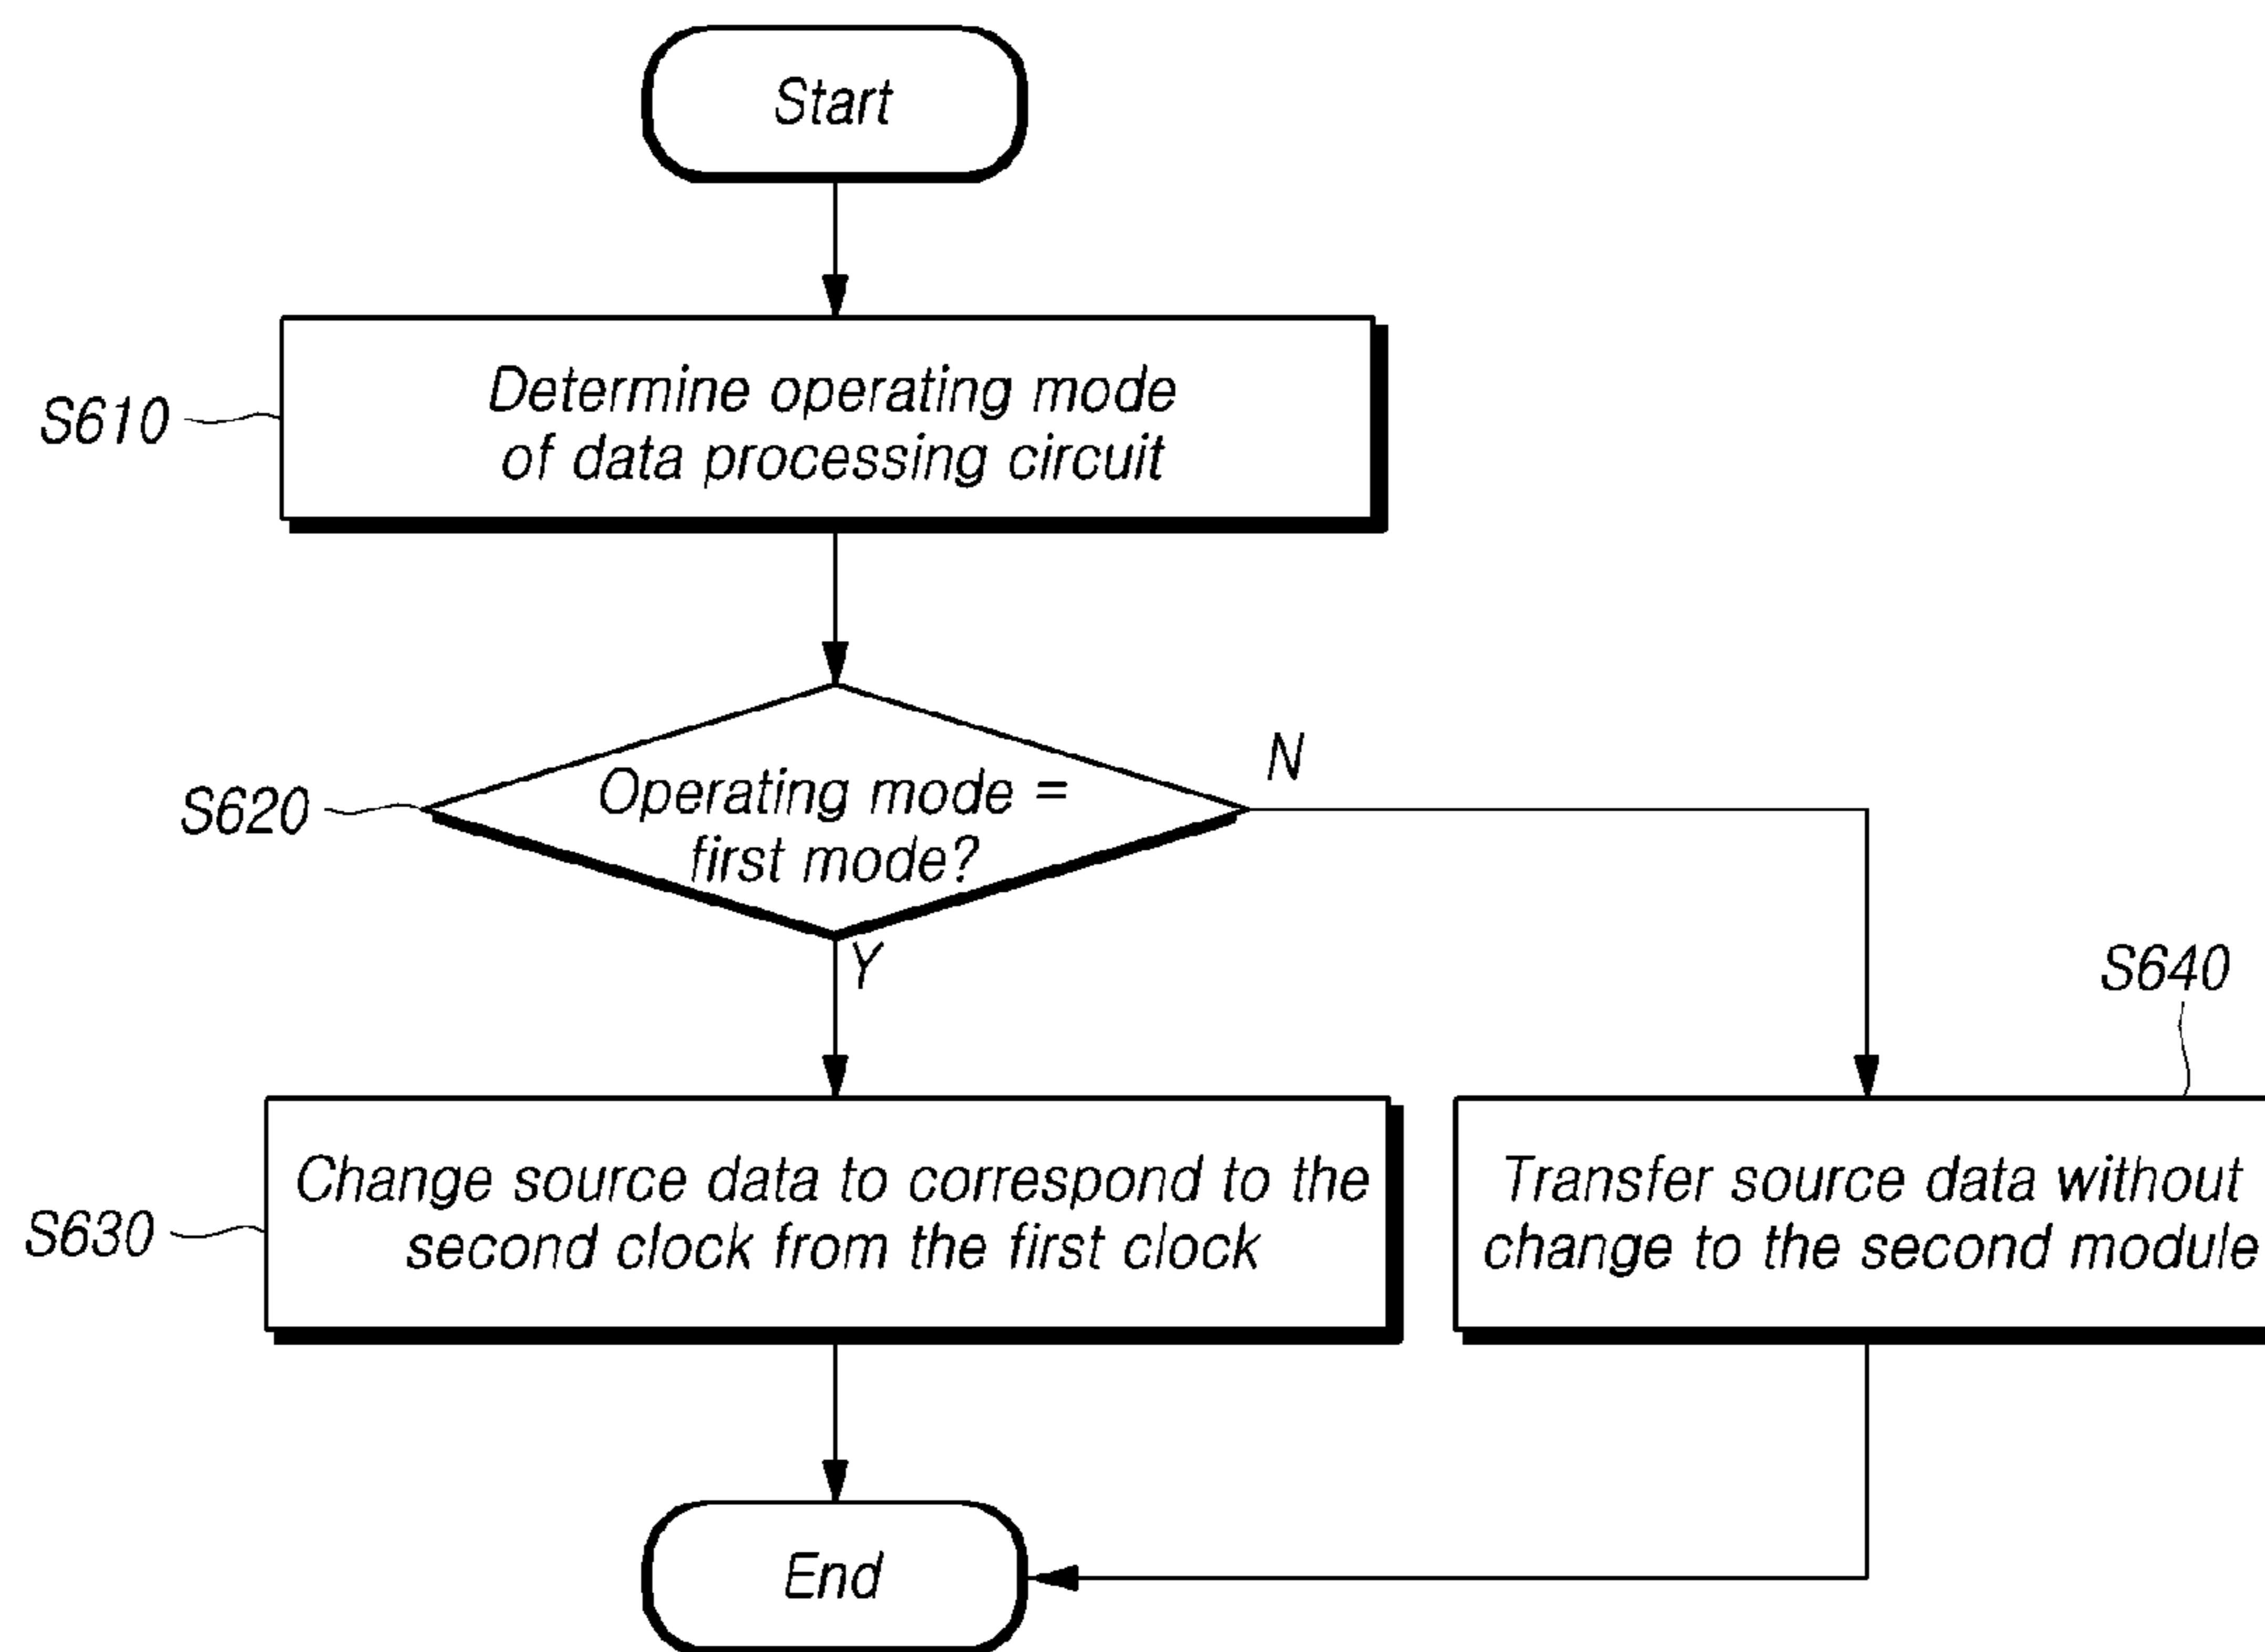 Start
S610
Determine operating mode
of data processing circuit
S620
Operating mode =
first mode?
N
Y
S630
Change source data to correspond to the
second clock from the first clock
S640
Transfer source data without
change to the second module
End